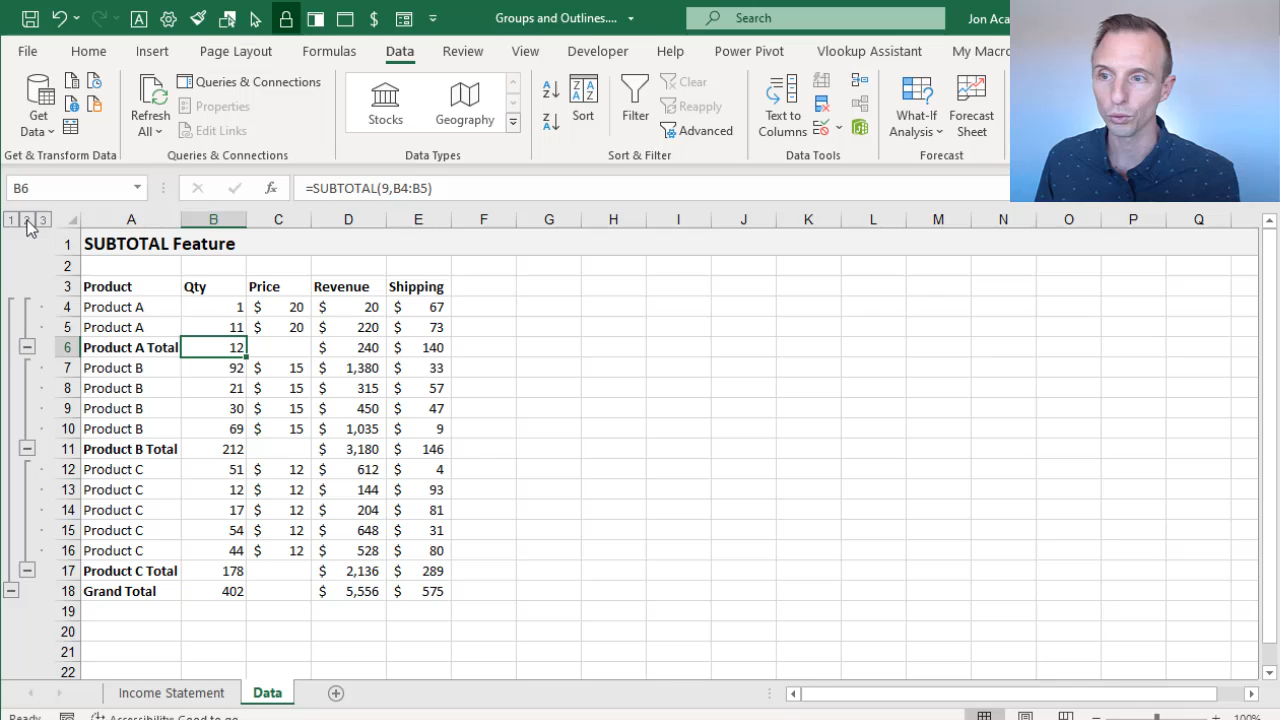 Groups and Outlines.... Search Jon Aca
File Home Insert Page Layout Formulas Data Review View Developer Help Power Pivot Vlookup Assistant My Macro
Get Data
Refresh All
Queries & Connections
Properties
Edit Links
Stocks
Geography
Sort
Filter
Clear
Reapply
Advanced
Text to Columns
What-If Analysis
Forecast Sheet
Get & Transform Data Queries & Connections Data Types Sort & Filter Data Tools Forecast
B6 fx =SUBTOTAL(9,B4:B5)
1 2 3 A B C D E F G H I J K L M N O P Q
1 SUBTOTAL Feature
2
3 Product Qty Price Revenue Shipping
4 Product A 1 $ 20 $ 20 $ 67
5 Product A 11 $ 20 $ 220 $ 73
6 Product A Total 12 $ 240 $ 140
7 Product B 92 $ 15 $ 1,380 $ 33
8 Product B 21 $ 15 $ 315 $ 57
9 Product B 30 $ 15 $ 450 $ 47
10 Product B 69 $ 15 $ 1,035 $ 9
11 Product B Total 212 $ 3,180 $ 146
12 Product C 51 $ 12 $ 612 $ 4
13 Product C 12 $ 12 $ 144 $ 93
14 Product C 17 $ 12 $ 204 $ 81
15 Product C 54 $ 12 $ 648 $ 31
16 Product C 44 $ 12 $ 528 $ 80
17 Product C Total 178 $ 2,136 $ 289
18 Grand Total 402 $ 5,556 $ 575
19
20
21
22
Income Statement Data
Ready Accessibility: Good to go 100%